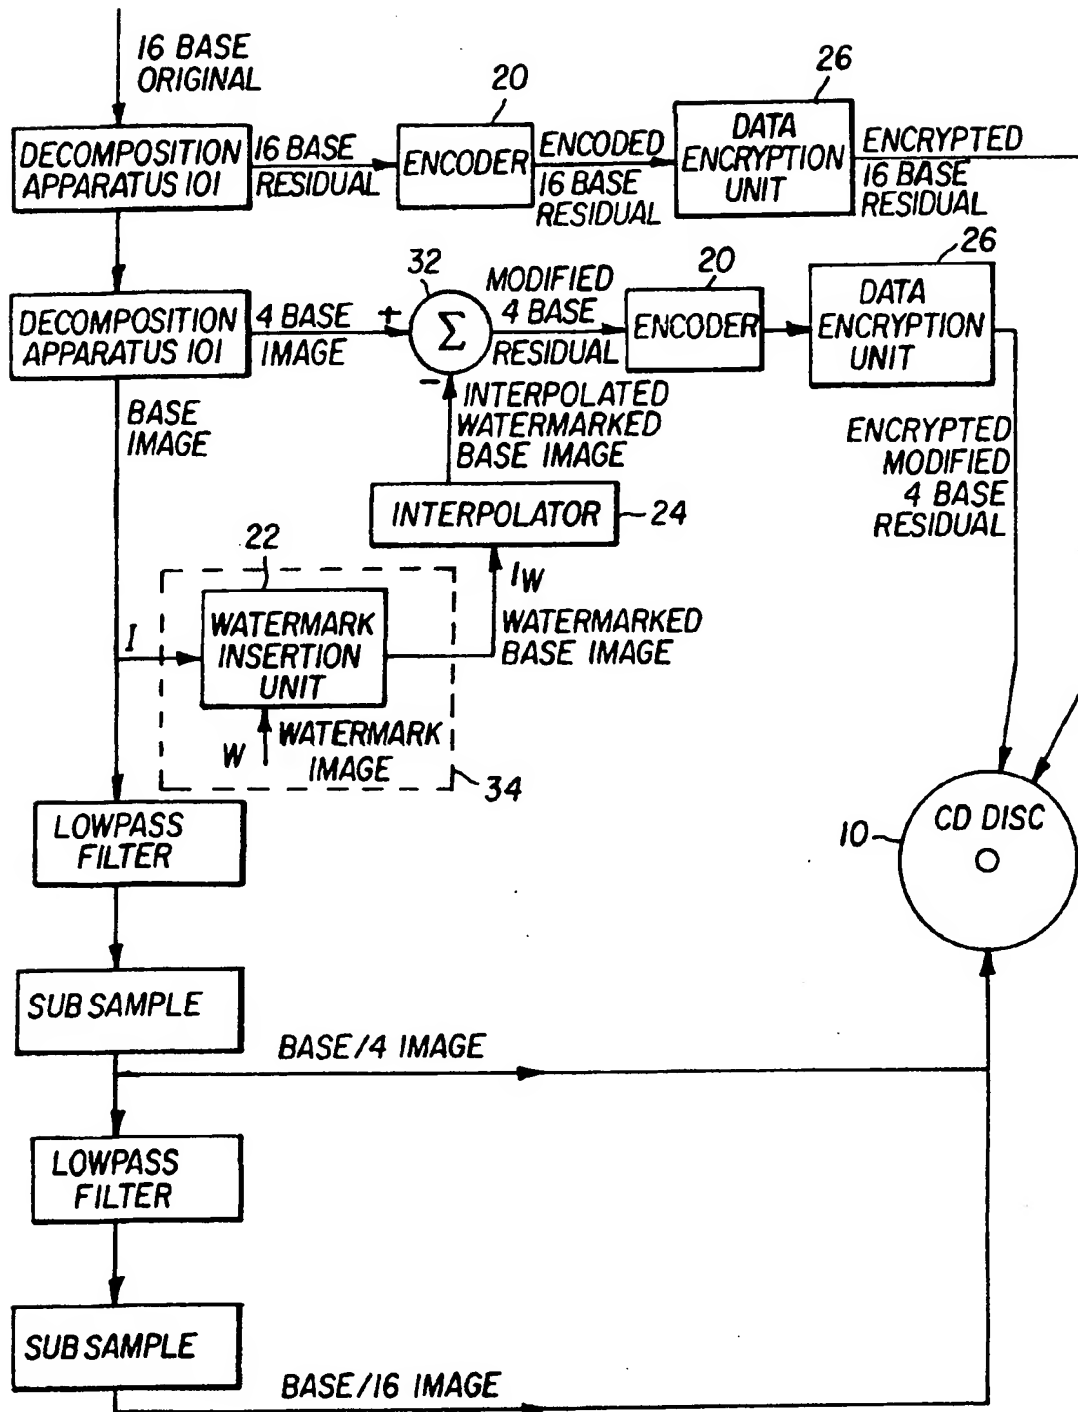 16 BASE
ORIGINAL
20
26
DECOMPOSITION
APPARATUS 101
16 BASE
RESIDUAL
ENCODER
ENCODED
16 BASE
RESIDUAL
DATA
ENCRYPTION
UNIT
ENCRYPTED
16 BASE
RESIDUAL
32
20
26
DECOMPOSITION
APPARATUS 101
4 BASE
IMAGE
+
Σ
-
MODIFIED
4 BASE
RESIDUAL
ENCODER
DATA
ENCRYPTION
UNIT
BASE
IMAGE
INTERPOLATED
WATERMARKED
BASE IMAGE
ENCRYPTED
MODIFIED
4 BASE
RESIDUAL
INTERPOLATOR
24
22
IW
I
WATERMARK
INSERTION
UNIT
WATERMARKED
BASE IMAGE
W
WATERMARK
IMAGE
34
LOWPASS
FILTER
10
CD DISC
SUB SAMPLE
BASE/4 IMAGE
LOWPASS
FILTER
SUB SAMPLE
BASE/16 IMAGE